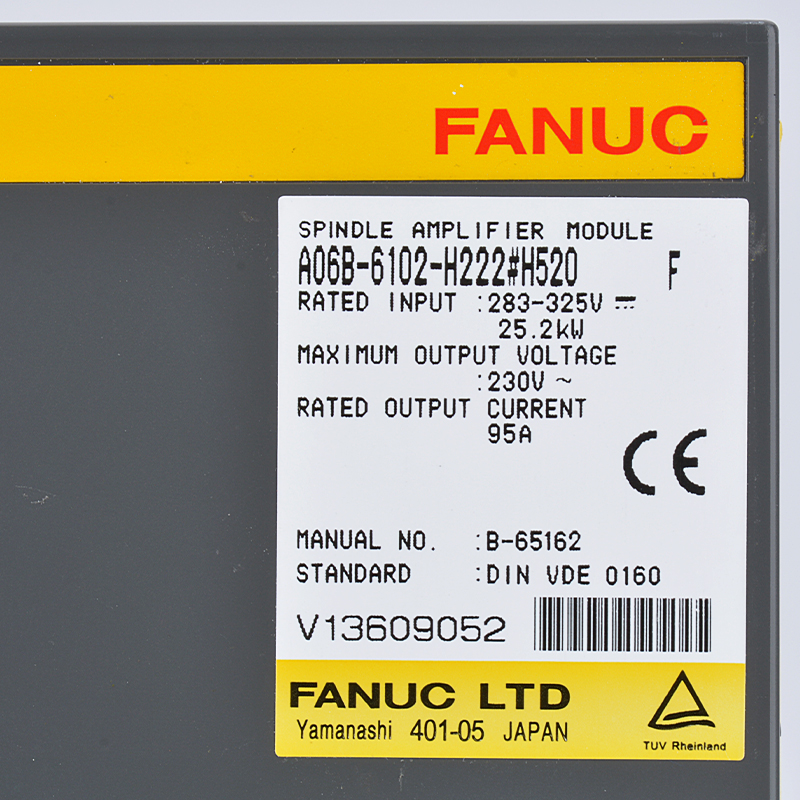 FANUC
SPINDLE AMPLIFIER MODULE
A06B-6102-H222#H520 F
RATED INPUT :283-325V ⎓
25.2kW
MAXIMUM OUTPUT VOLTAGE
:230V ~
RATED OUTPUT CURRENT
95A
CE
MANUAL NO. :B-65162
STANDARD :DIN VDE 0160
V13609052
FANUC LTD
Yamanashi 401-05 JAPAN
TUV Rheinland